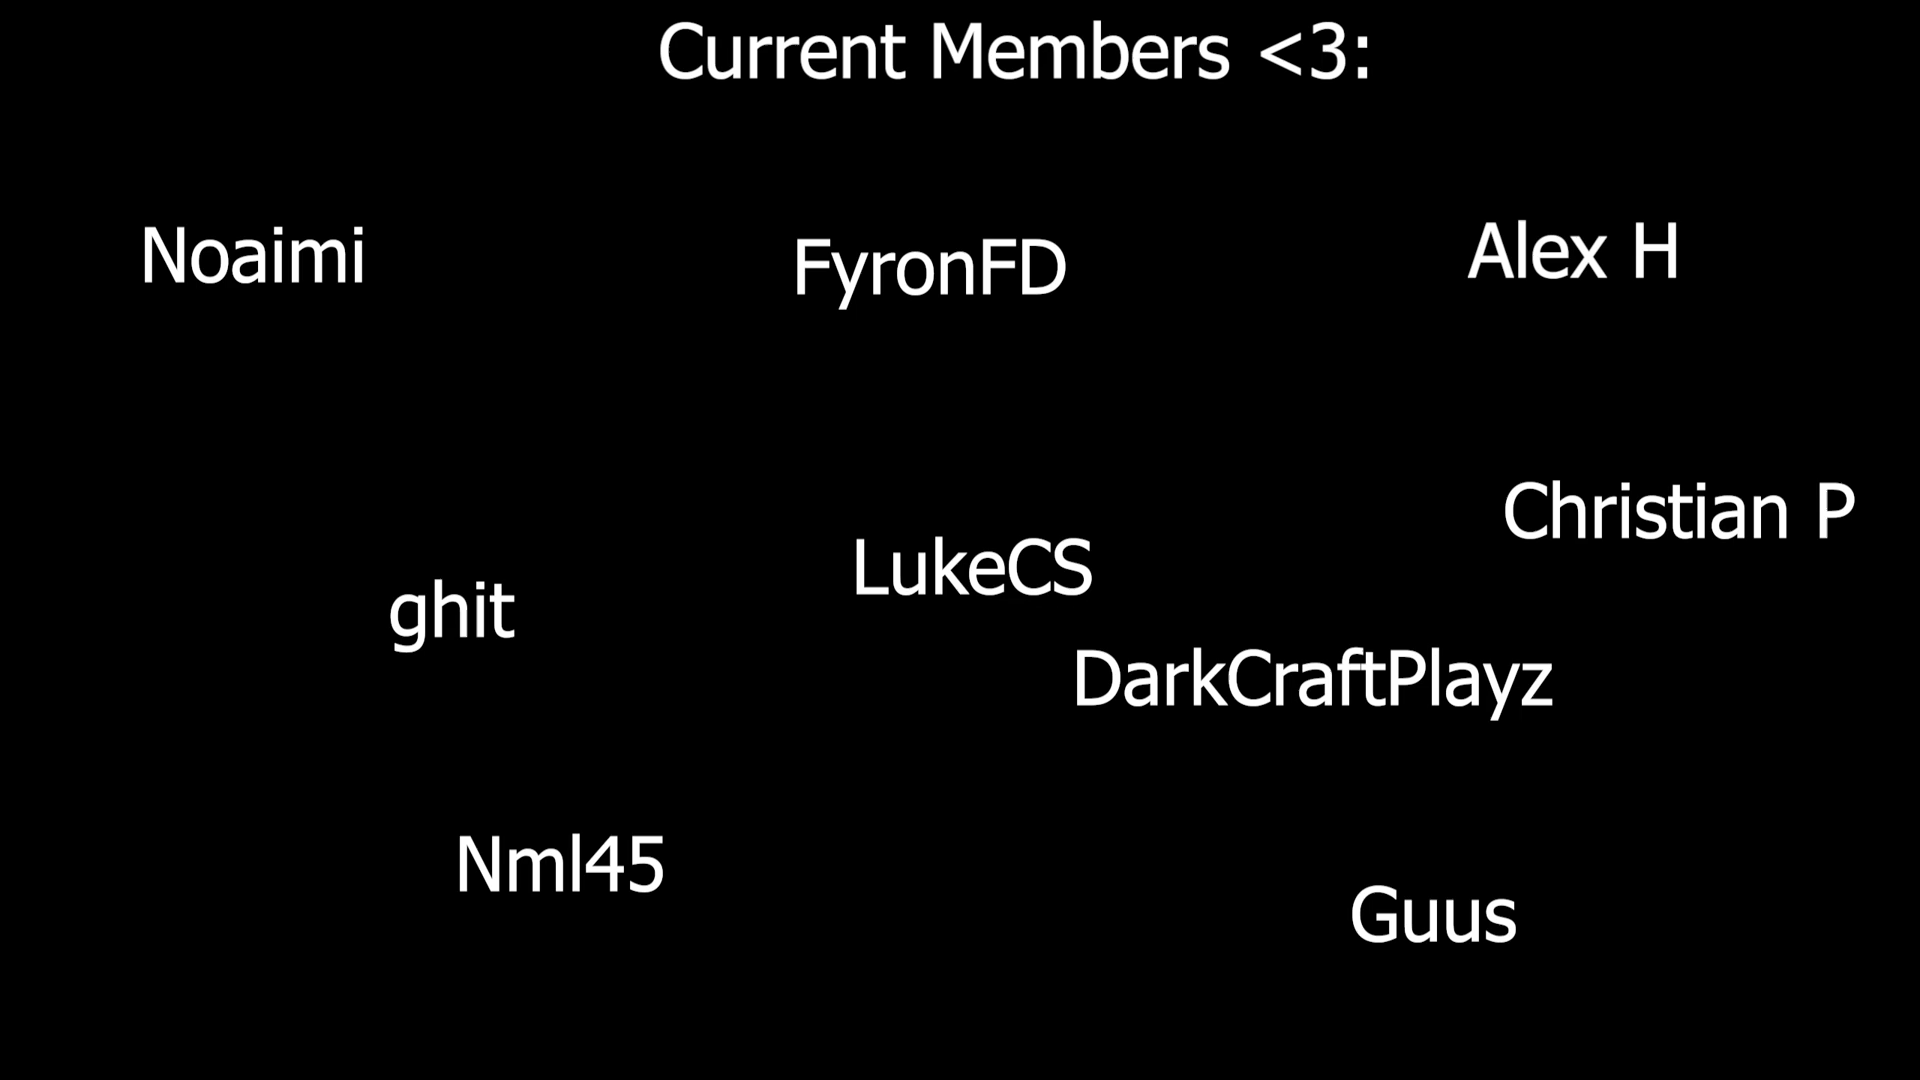 Current Members <3:
Noaimi
FyronFD
Alex H
Christian P
LukeCS
ghit
DarkCraftPlayz
Nml45
Guus